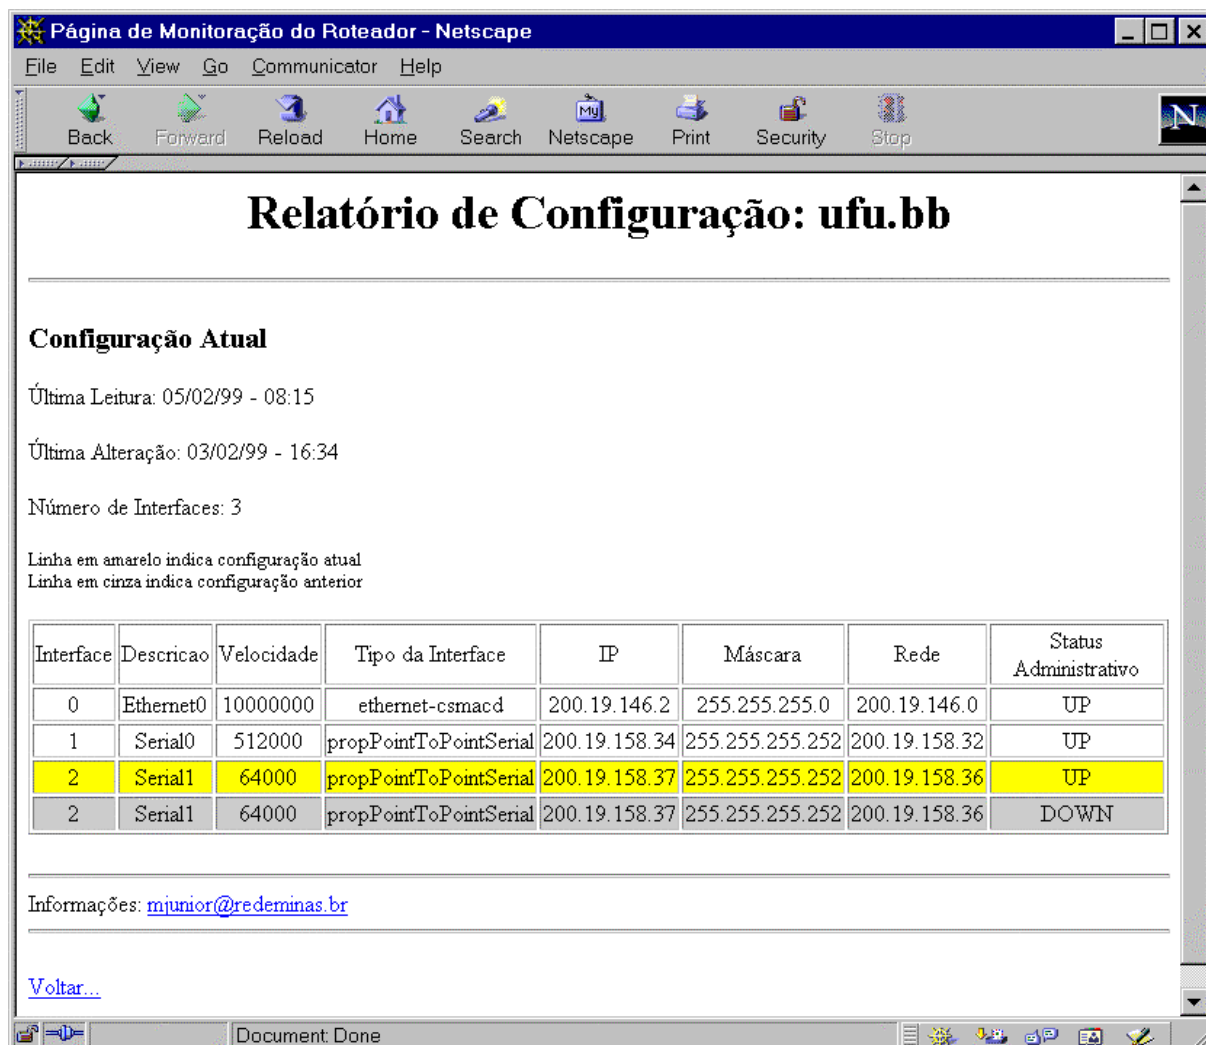 Página de Monitoração do Roteador - Netscape
File Edit View Go Communicator Help
Back Forward Reload Home Search Netscape Print Security Stop
My
N
Relatório de Configuração: ufu.bb
Configuração Atual
Última Leitura: 05/02/99 - 08:15
Última Alteração: 03/02/99 - 16:34
Número de Interfaces: 3
Linha em amarelo indica configuração atual
Linha em cinza indica configuração anterior
Interface Descricao Velocidade Tipo da Interface IP Máscara Rede Status Administrativo
0 Ethernet0 10000000 ethernet-csmacd 200.19.146.2 255.255.255.0 200.19.146.0 UP
1 Serial0 512000 propPointToPointSerial 200.19.158.34 255.255.255.252 200.19.158.32 UP
2 Serial1 64000 propPointToPointSerial 200.19.158.37 255.255.255.252 200.19.158.36 UP
2 Serial1 64000 propPointToPointSerial 200.19.158.37 255.255.255.252 200.19.158.36 DOWN
Informações: mjunior@redeminas.br
Voltar...
Document: Done